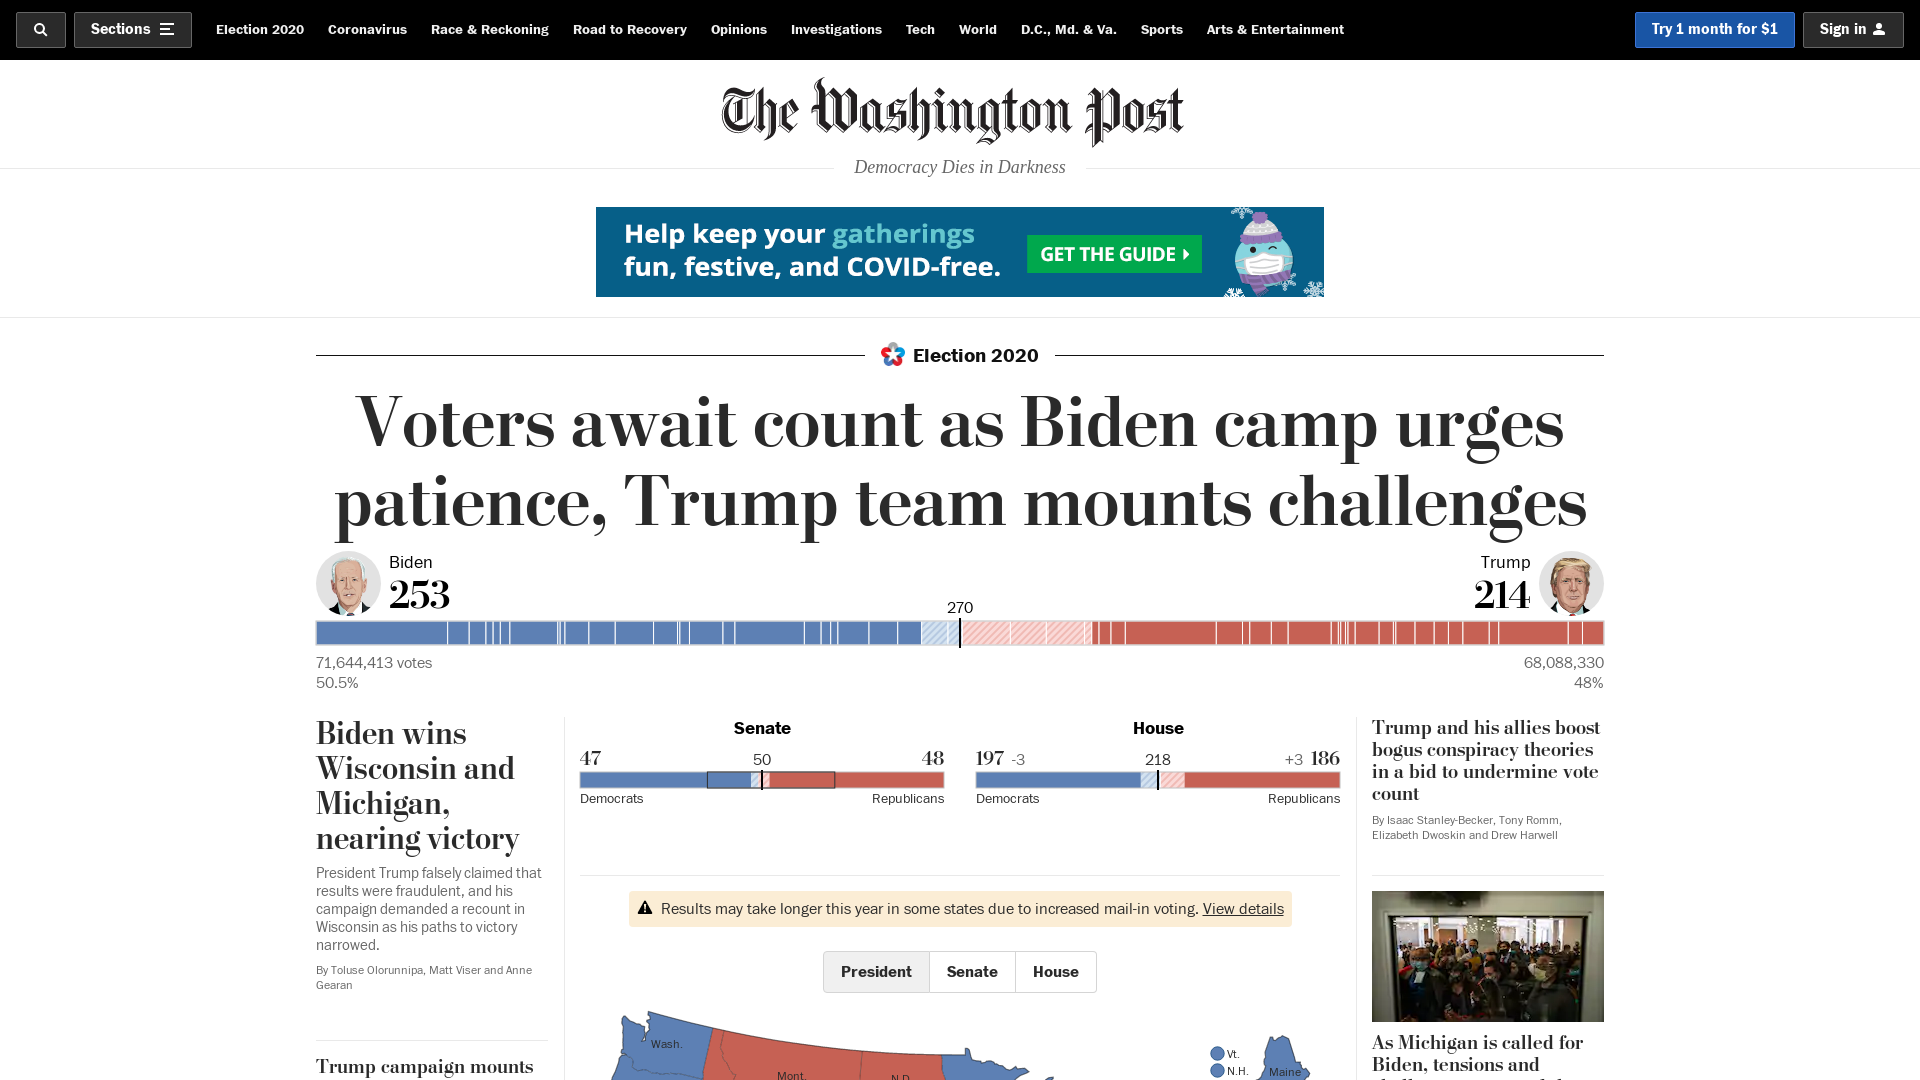 Sections
Election 2020
Coronavirus
Race & Reckoning
Road to Recovery
Opinions
Investigations
Tech
World
D.C., Md. & Va.
Sports
Arts & Entertainment
Try 1 month for $1
Sign in
The Washington Post
Democracy Dies in Darkness
Help keep your gatherings
fun, festive, and COVID-free.
GET THE GUIDE
Election 2020
Voters await count as Biden camp urges
patience, Trump team mounts challenges
Biden
253
270
Trump
214
71,644,413 votes
50.5%
68,088,330
48%
Biden wins
Wisconsin and
Michigan,
nearing victory
President Trump falsely claimed that
results were fraudulent, and his
campaign demanded a recount in
Wisconsin as his paths to victory
narrowed.
By Toluse Olorunnipa, Matt Viser and Anne
Gearan
Trump campaign mounts
Senate
47
50
48
Democrats
Republicans
House
197 -3
218
+3 186
Democrats
Republicans
Results may take longer this year in some states due to increased mail-in voting. View details
President
Senate
House
Wash.
Mont.
N.D.
Vt.
N.H.
Maine
Trump and his allies boost
bogus conspiracy theories
in a bid to undermine vote
count
By Isaac Stanley-Becker, Tony Romm,
Elizabeth Dwoskin and Drew Harwell
As Michigan is called for
Biden, tensions and